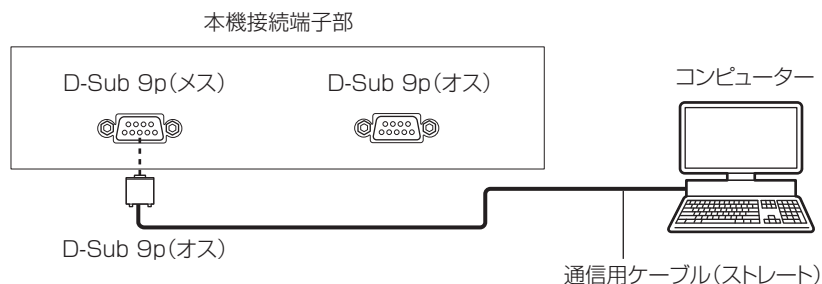 本機接続端子部
D-Sub 9p(メス)
D-Sub 9p(オス)
コンピューター
D-Sub 9p(オス)
通信用ケーブル(ストレート)